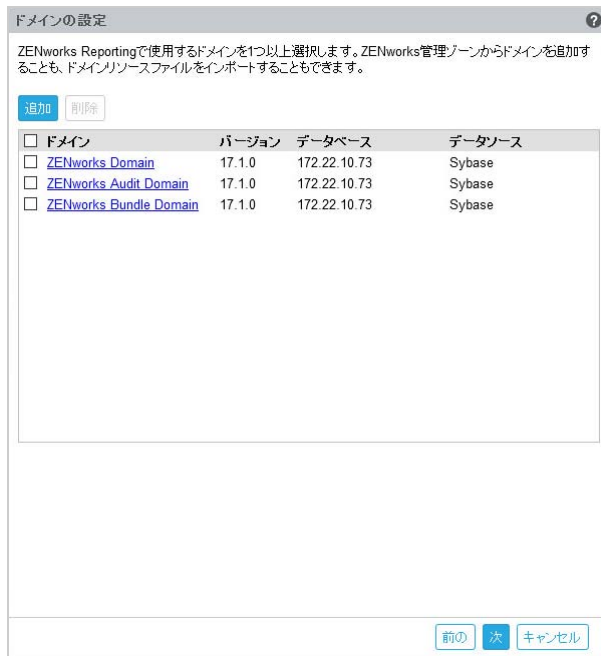 ドメインの設定 ?
ZENworks Reportingで使用するドメインを1つ以上選択します。ZENworks管理ゾーンからドメインを追加す
ることも、ドメインリソースファイルをインポートすることもできます。
追加 削除
ドメイン バージョン データベース データソース
ZENworks Domain 17.1.0 172.22.10.73 Sybase
ZENworks Audit Domain 17.1.0 172.22.10.73 Sybase
ZENworks Bundle Domain 17.1.0 172.22.10.73 Sybase
前の 次 キャンセル